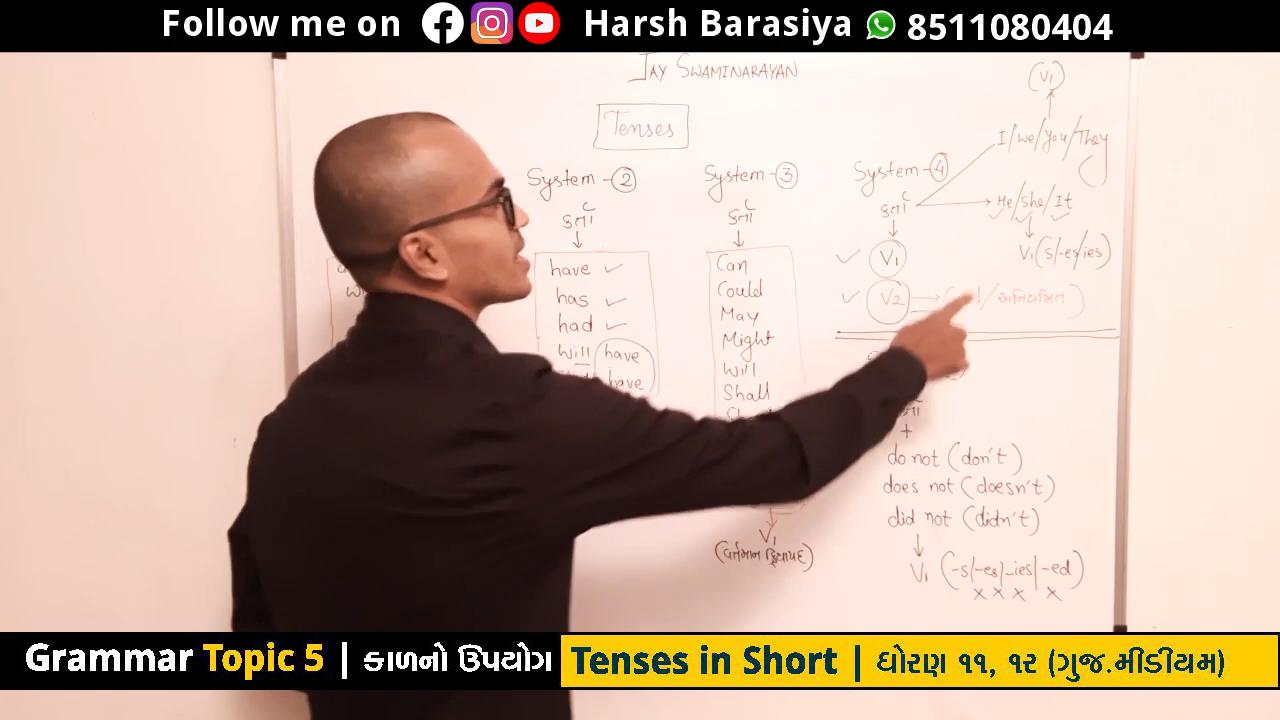 Follow me on Harsh Barasiya 8511080404
JAY SWAMINARAYAN
Tenses
System-2
કર્તા
have
has
had
will have
have
System-3
કર્તા
Can
Could
May
Might
Will
Shall
V1
(વર્તમાન ક્રિયાપદ)
System-4
કર્તા
V1
V2
/અનિયમિત)
(V1)
I/We/You/They
He/She/It
V1(s/-es/ies)
+
do not (don't)
does not (doesn't)
did not (didn't)
V1 (-s/-es/-ies/-ed)
x x x x
Grammar Topic 5 | કાળનો ઉપયોગ Tenses in Short | ધોરણ ૧૧, ૧૨ (ગુજ.મીડીયમ)